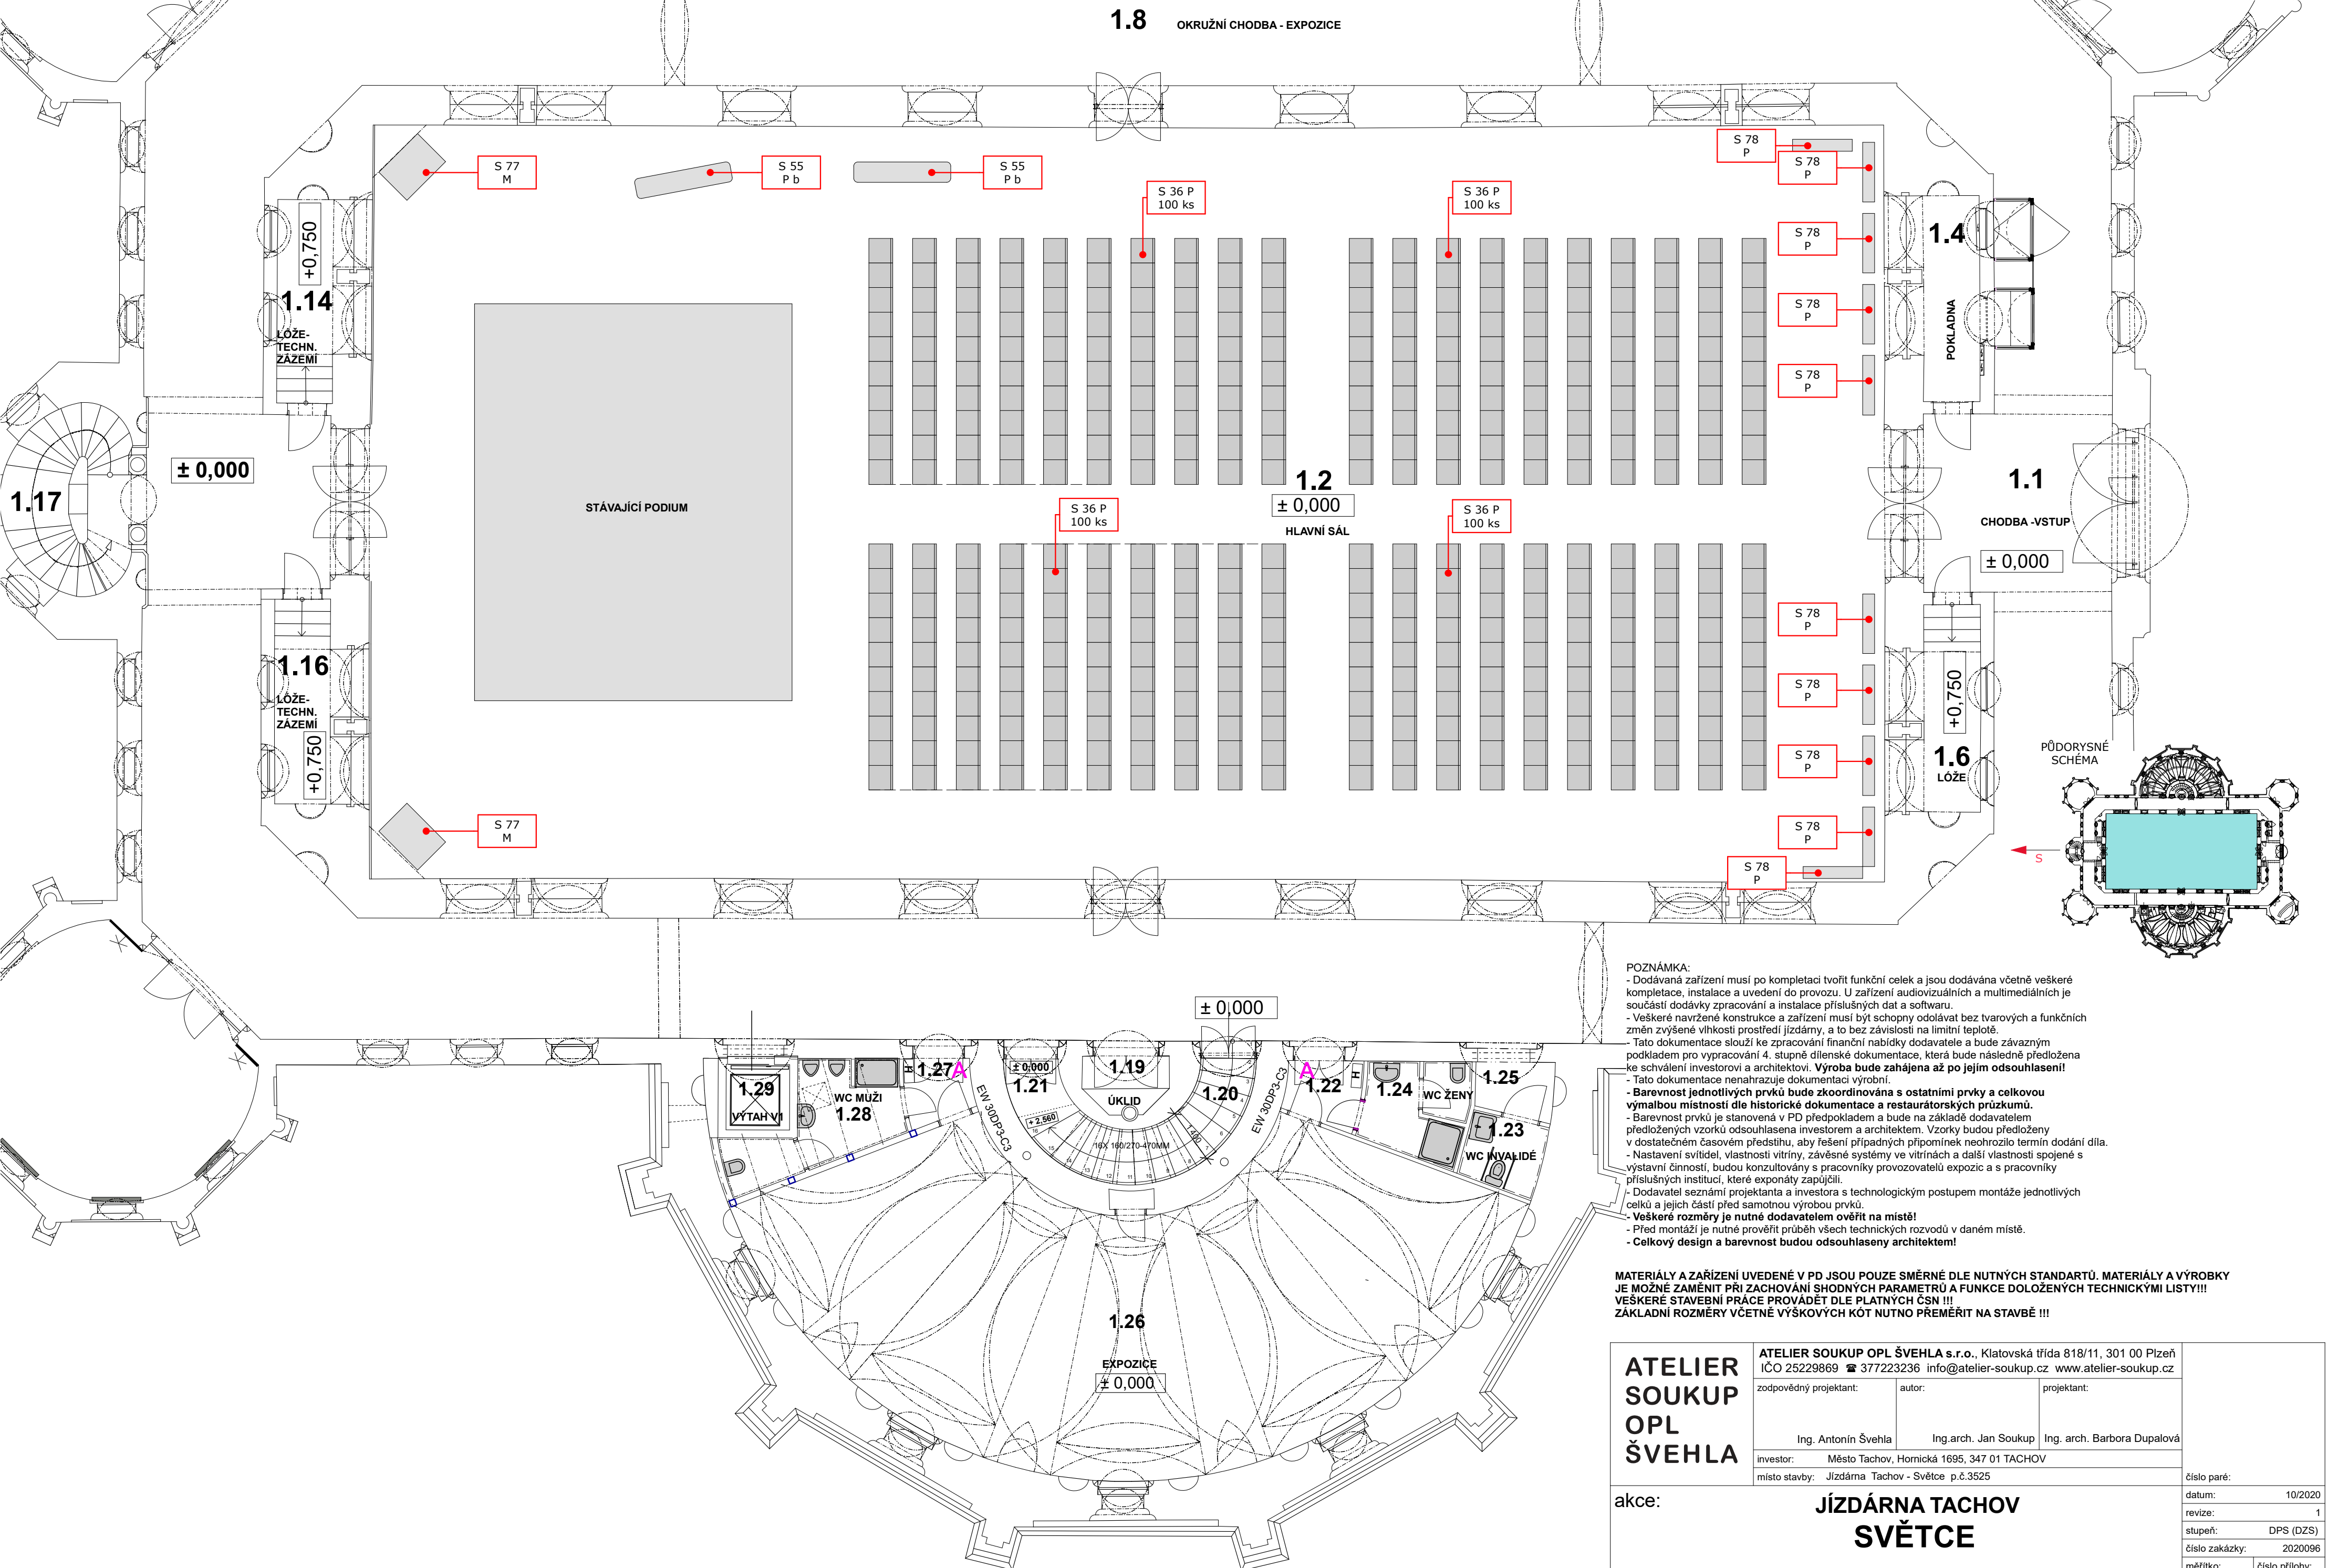 1.8 OKRUŽNÍ CHODBA - EXPOZICE
S 77
M
S 55
P b
S 55
P b
S 78
P
S 78
P
S 36 P
100 ks
S 36 P
100 ks
S 78
P
S 78
P
S 78
P
1.4
POKLADNA
+0,750
1.14
LÓŽE-
TECHN.
ZÁZEMÍ
± 0,000
1.17
STÁVAJÍCÍ PODIUM
1.2
± 0,000
HLAVNÍ SÁL
S 36 P
100 ks
S 36 P
100 ks
1.1
CHODBA -VSTUP
± 0,000
S 78
P
S 78
P
S 78
P
S 78
P
S 78
P
1.16
LÓŽE-
TECHN.
ZÁZEMÍ
+0,750
S 77
M
+0,750
1.6
LÓŽE
PŮDORYSNÉ
SCHÉMA
S
± 0,000
1.29
VÝTAH V1
WC MUŽI
1.28
H
1.27
A
EW 30DP3-C3
± 0,000
1.21
+ 2,560
1.19
ÚKLID
16X 160/270-470MM
1400
1.20
EW 30DP3-C3
A
1.22
H
1.24
WC ŽENY
1.25
1.23
WC INVALIDÉ
1.26
EXPOZICE
± 0,000
POZNÁMKA:
- Dodávaná zařízení musí po kompletaci tvořit funkční celek a jsou dodávána včetně veškeré
kompletace, instalace a uvedení do provozu. U zařízení audiovizuálních a multimediálních je
součástí dodávky zpracování a instalace příslušných dat a softwaru.
- Veškeré navržené konstrukce a zařízení musí být schopny odolávat bez tvarových a funkčních
změn zvýšené vlhkosti prostředí jízdárny, a to bez závislosti na limitní teplotě.
- Tato dokumentace slouží ke zpracování finanční nabídky dodavatele a bude závazným
podkladem pro vypracování 4. stupně dílenské dokumentace, která bude následně předložena
ke schválení investorovi a architektovi. Výroba bude zahájena až po jejím odsouhlasení!
- Tato dokumentace nenahrazuje dokumentaci výrobní.
- Barevnost jednotlivých prvků bude zkoordinována s ostatními prvky a celkovou
výmalbou místností dle historické dokumentace a restaurátorských průzkumů.
- Barevnost prvků je stanovená v PD předpokladem a bude na základě dodavatelem
předložených vzorků odsouhlasena investorem a architektem. Vzorky budou předloženy
v dostatečném časovém předstihu, aby řešení případných připomínek neohrozilo termín dodání díla.
- Nastavení svítidel, vlastnosti vitríny, závěsné systémy ve vitrínách a další vlastnosti spojené s
výstavní činností, budou konzultovány s pracovníky provozovatelů expozic a s pracovníky
příslušných institucí, které exponáty zapůjčili.
- Dodavatel seznámí projektanta a investora s technologickým postupem montáže jednotlivých
celků a jejich částí před samotnou výrobou prvků.
- Veškeré rozměry je nutné dodavatelem ověřit na místě!
- Před montáží je nutné prověřit průběh všech technických rozvodů v daném místě.
- Celkový design a barevnost budou odsouhlaseny architektem!
MATERIÁLY A ZAŘÍZENÍ UVEDENÉ V PD JSOU POUZE SMĚRNÉ DLE NUTNÝCH STANDARTŮ. MATERIÁLY A VÝROBKY
JE MOŽNÉ ZAMĚNIT PŘI ZACHOVÁNÍ SHODNÝCH PARAMETRŮ A FUNKCE DOLOŽENÝCH TECHNICKÝMI LISTY!!!
VEŠKERÉ STAVEBNÍ PRÁCE PROVÁDĚT DLE PLATNÝCH ČSN !!!
ZÁKLADNÍ ROZMĚRY VČETNĚ VÝŠKOVÝCH KÓT NUTNO PŘEMĚŘIT NA STAVBĚ !!!
ATELIER
SOUKUP
OPL
ŠVEHLA
ATELIER SOUKUP OPL ŠVEHLA s.r.o., Klatovská třída 818/11, 301 00 Plzeň
IČO 25229869 ☎ 377223236 info@atelier-soukup.cz www.atelier-soukup.cz
zodpovědný projektant: autor: projektant:
Ing. Antonín Švehla Ing.arch. Jan Soukup Ing. arch. Barbora Dupalová
investor: Město Tachov, Hornická 1695, 347 01 TACHOV
místo stavby: Jízdárna Tachov - Světce p.č.3525
číslo paré:
akce:
JÍZDÁRNA TACHOV
SVĚTCE
datum: 10/2020
revize: 1
stupeň: DPS (DZS)
číslo zakázky: 2020096
měřítko: číslo přílohy: